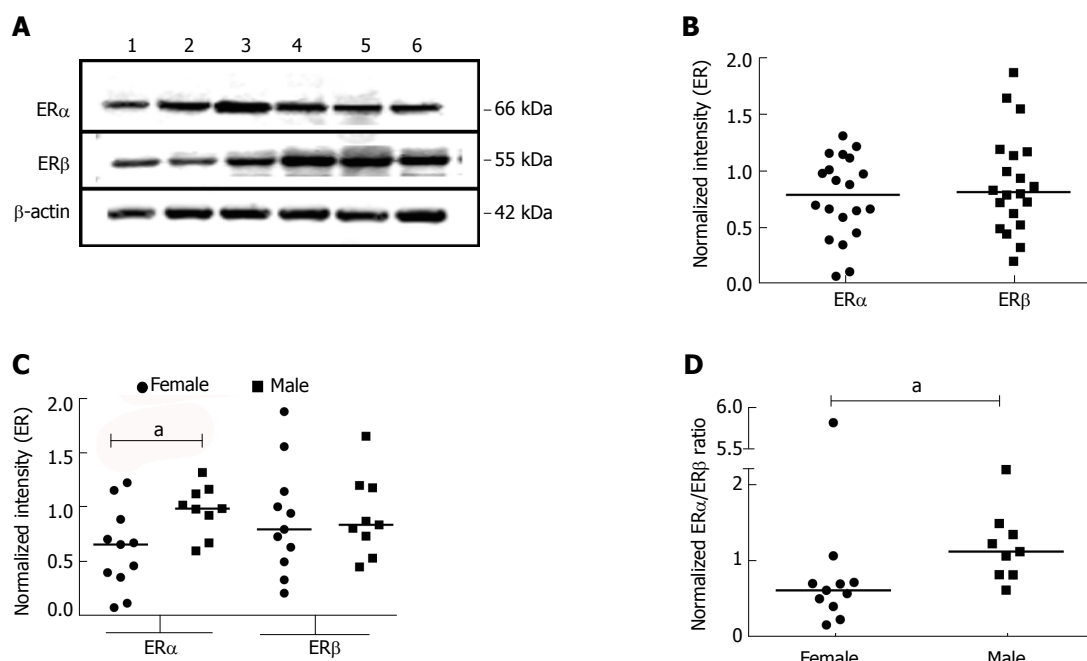 A
1 2 3 4 5 6
ERα
66 kDa
ERβ
55 kDa
β-actin
42 kDa
B
Normalized intensity (ER)
2.0
1.5
1.0
0.5
0.0
ERα ERβ
C
Female Male
Normalized intensity (ER)
2.0
1.5
1.0
0.5
0.0
a
ERα ERβ
D
a
Normalized ERα/ERβ ratio
6.0
5.5
2
1
0
Female Male